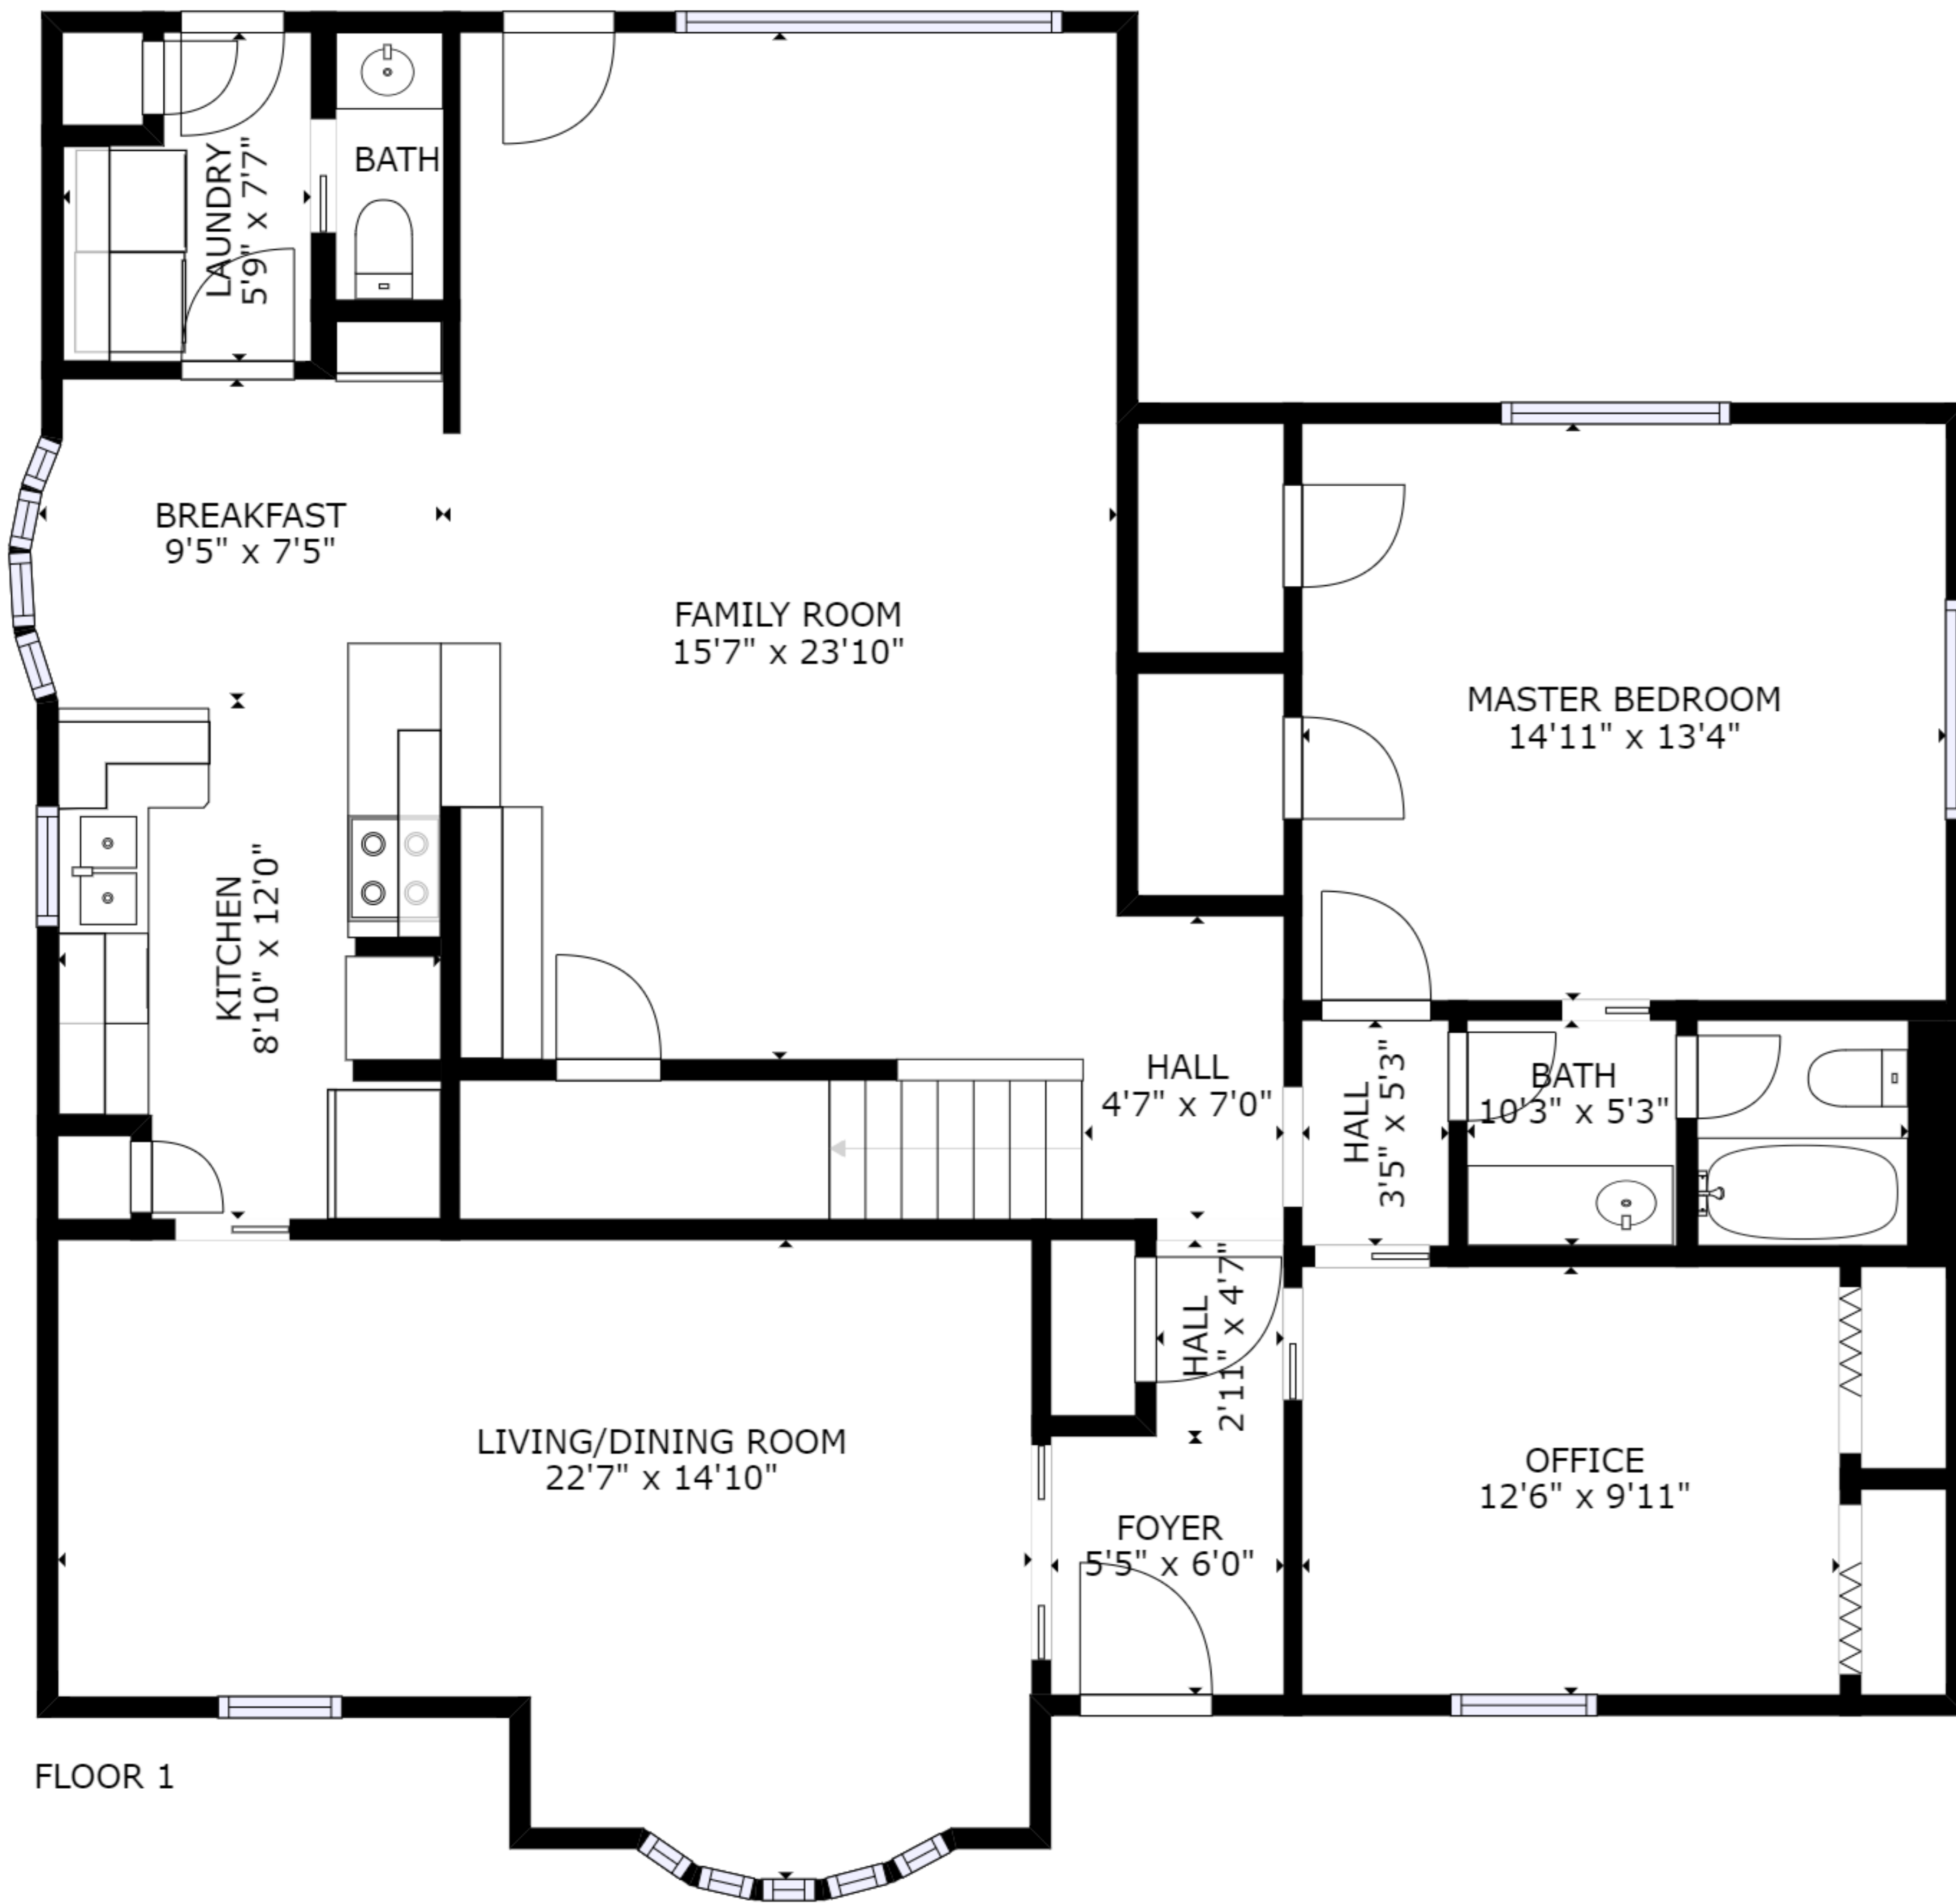 BATH
LAUNDRY
5'9" x 7'7"
BREAKFAST
9'5" x 7'5"
FAMILY ROOM
15'7" x 23'10"
MASTER BEDROOM
14'11" x 13'4"
KITCHEN
8'10" x 12'0"
HALL
4'7" x 7'0"
HALL
3'5" x 5'3"
BATH
10'3" x 5'3"
HALL
2'11" x 4'7"
LIVING/DINING ROOM
22'7" x 14'10"
OFFICE
12'6" x 9'11"
FOYER
5'5" x 6'0"
FLOOR 1